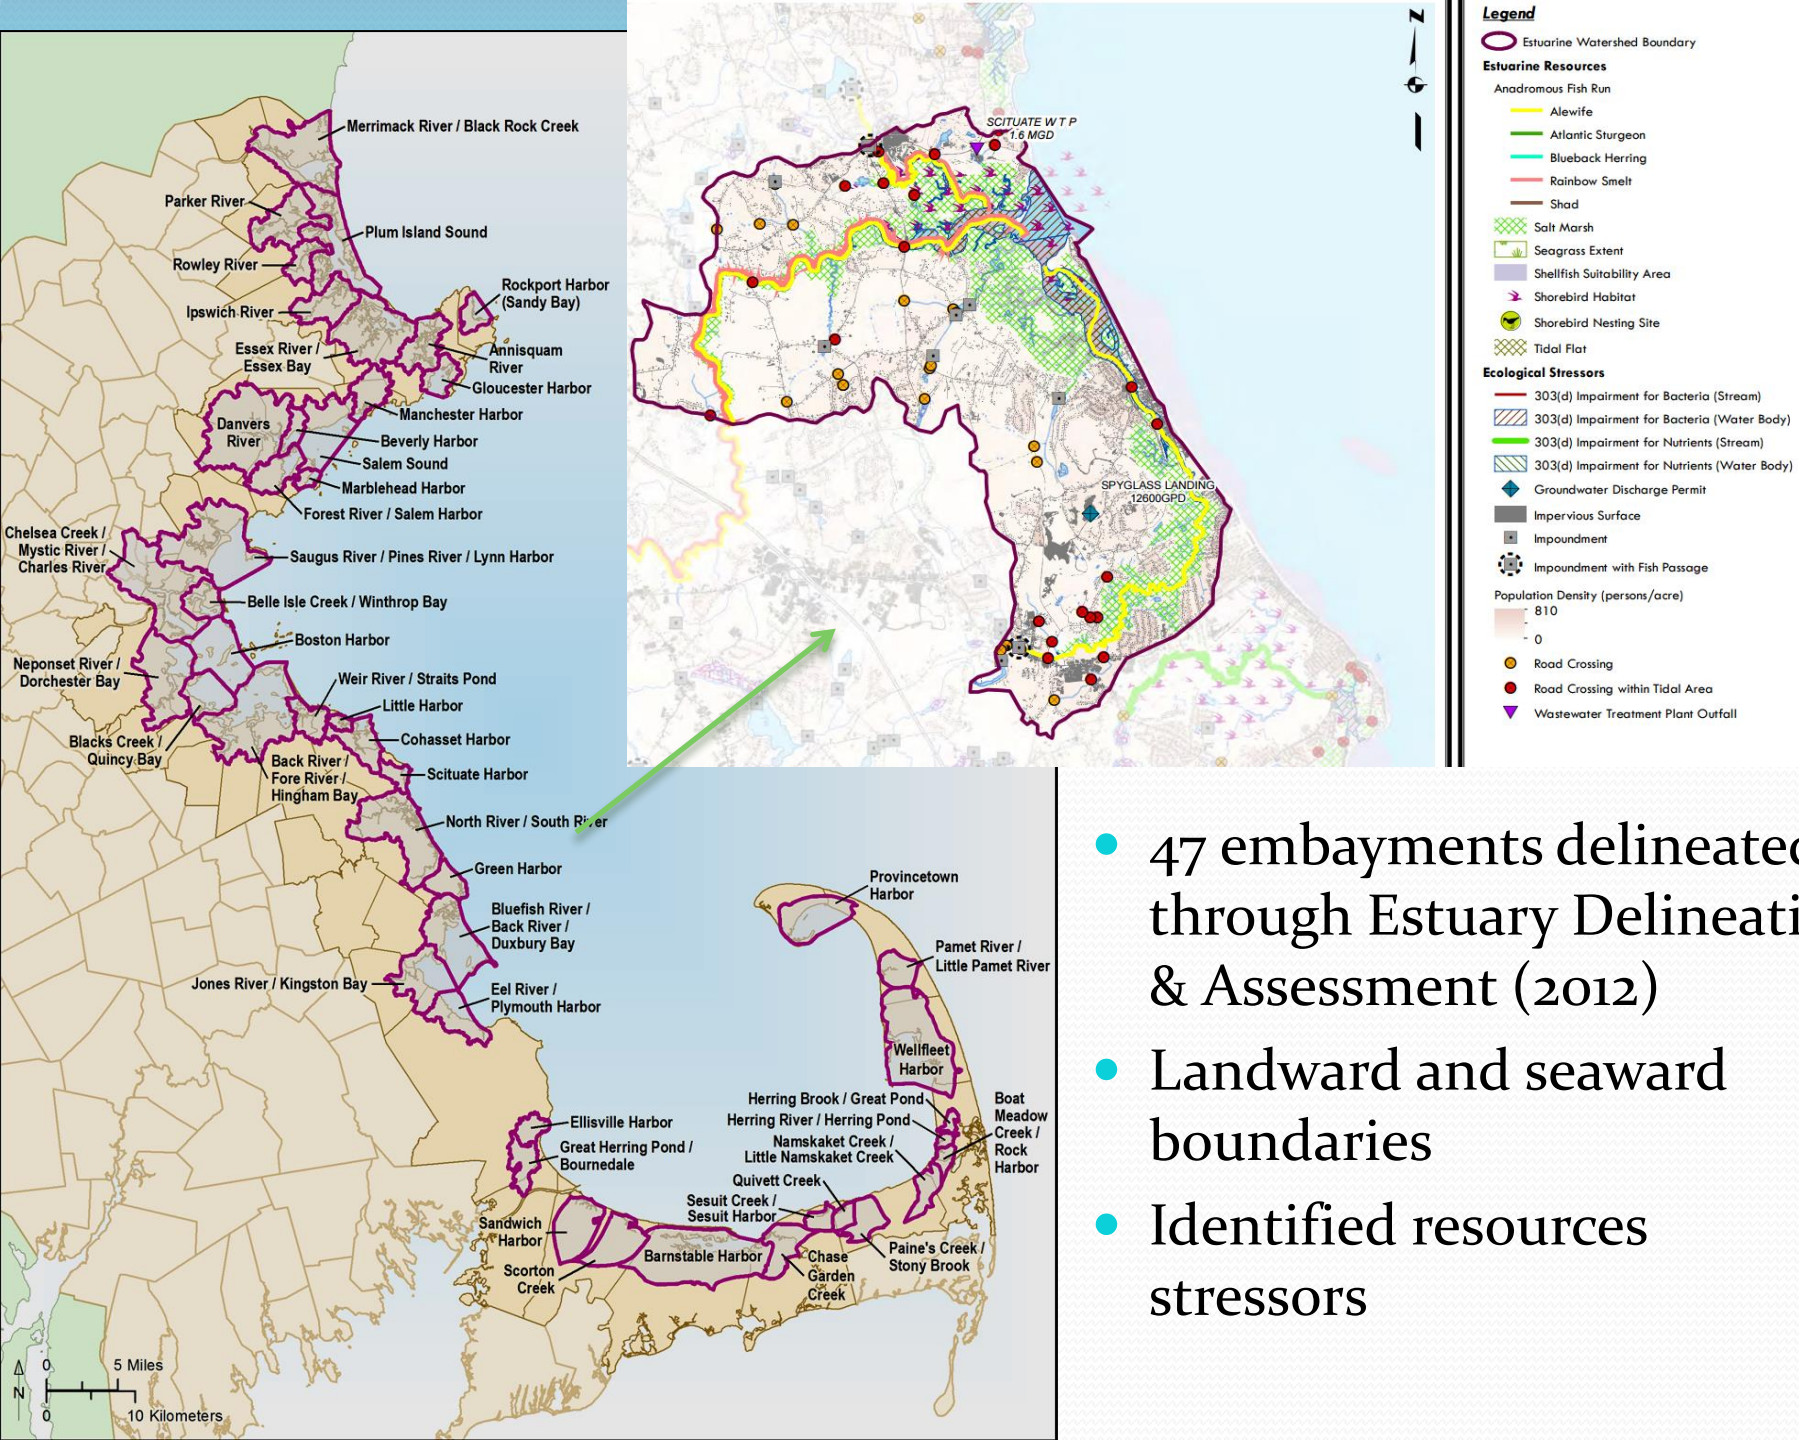 Merrimack River / Black Rock Creek
Parker River
Plum Island Sound
Rowley River
Rockport Harbor
(Sandy Bay)
Ipswich River
Essex River /
Essex Bay
Annisquam
River
Gloucester Harbor
Manchester Harbor
Danvers
River
Beverly Harbor
Salem Sound
Marblehead Harbor
Forest River / Salem Harbor
Chelsea Creek /
Mystic River /
Charles River
Saugus River / Pines River / Lynn Harbor
Belle Isle Creek / Winthrop Bay
Boston Harbor
Neponset River /
Dorchester Bay
Weir River / Straits Pond
Little Harbor
Cohasset Harbor
Blacks Creek /
Quincy Bay
Back River /
Fore River /
Hingham Bay
Scituate Harbor
North River / South River
Green Harbor
Bluefish River /
Back River /
Duxbury Bay
Jones River / Kingston Bay
Eel River /
Plymouth Harbor
Provincetown
Harbor
Pamet River /
Little Pamet River
Wellfleet
Harbor
Herring Brook / Great Pond
Herring River / Herring Pond
Namskaket Creek /
Little Namskaket Creek
Boat
Meadow
Creek /
Rock
Harbor
Quivett Creek
Sesuit Creek /
Sesuit Harbor
Ellisville Harbor
Great Herring Pond /
Bournedale
Sandwich
Harbor
Scorton
Creek
Barnstable Harbor
Chase
Garden
Creek
Paine's Creek /
Stony Brook
N
0
5 Miles
0
10 Kilometers
N
SCITUATE W T P
1.6 MGD
SPYGLASS LANDING
12600GPD
Legend
Estuarine Watershed Boundary
Estuarine Resources
Anadromous Fish Run
Alewife
Atlantic Sturgeon
Blueback Herring
Rainbow Smelt
Shad
Salt Marsh
Seagrass Extent
Shellfish Suitability Area
Shorebird Habitat
Shorebird Nesting Site
Tidal Flat
Ecological Stressors
303(d) Impairment for Bacteria (Stream)
303(d) Impairment for Bacteria (Water Body)
303(d) Impairment for Nutrients (Stream)
303(d) Impairment for Nutrients (Water Body)
Groundwater Discharge Permit
Impervious Surface
Impoundment
Impoundment with Fish Passage
Population Density (persons/acre)
810
0
Road Crossing
Road Crossing within Tidal Area
Wastewater Treatment Plant Outfall
47 embayments delineated
through Estuary Delineati
& Assessment (2012)
Landward and seaward
boundaries
Identified resources
stressors